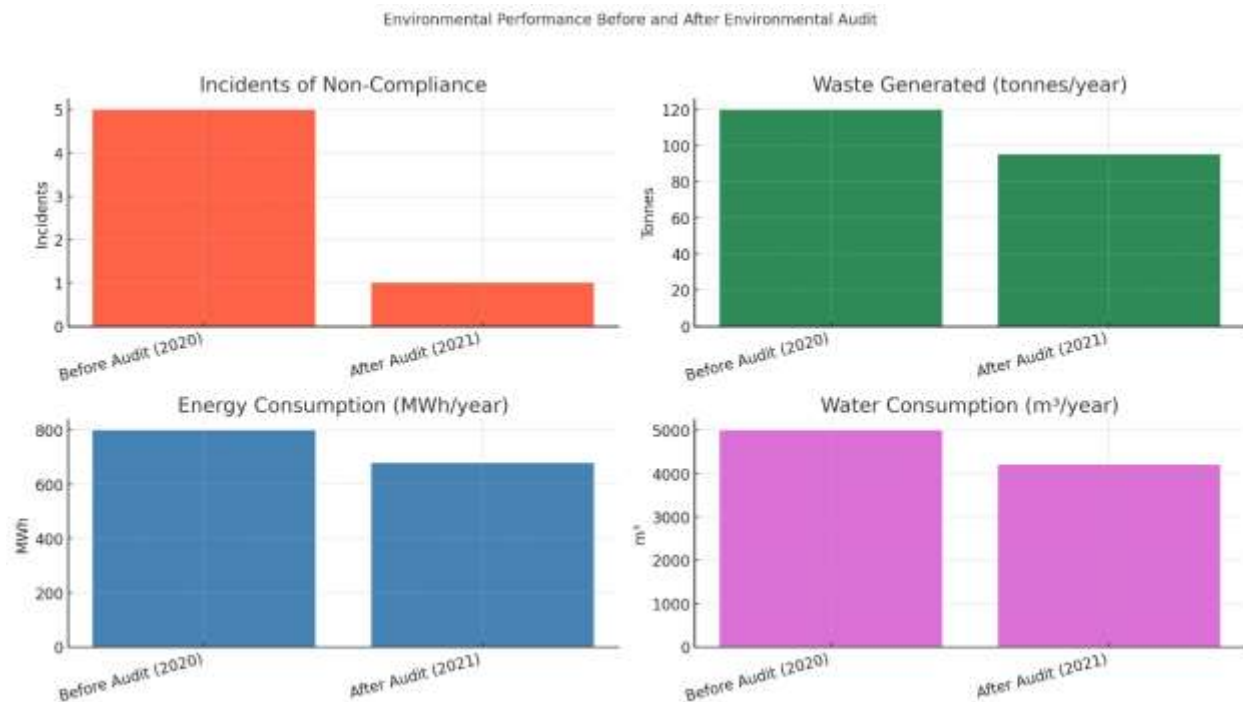 Environmental Performance Before and After Environmental Audit
Incidents of Non-Compliance
Incidents
5
4
3
2
1
0
Before Audit (2020)
After Audit (2021)
Waste Generated (tonnes/year)
Tonnes
120
100
80
60
40
20
0
Before Audit (2020)
After Audit (2021)
Energy Consumption (MWh/year)
MWh
800
600
400
200
0
Before Audit (2020)
After Audit (2021)
Water Consumption (m³/year)
m³
5000
4000
3000
2000
1000
0
Before Audit (2020)
After Audit (2021)